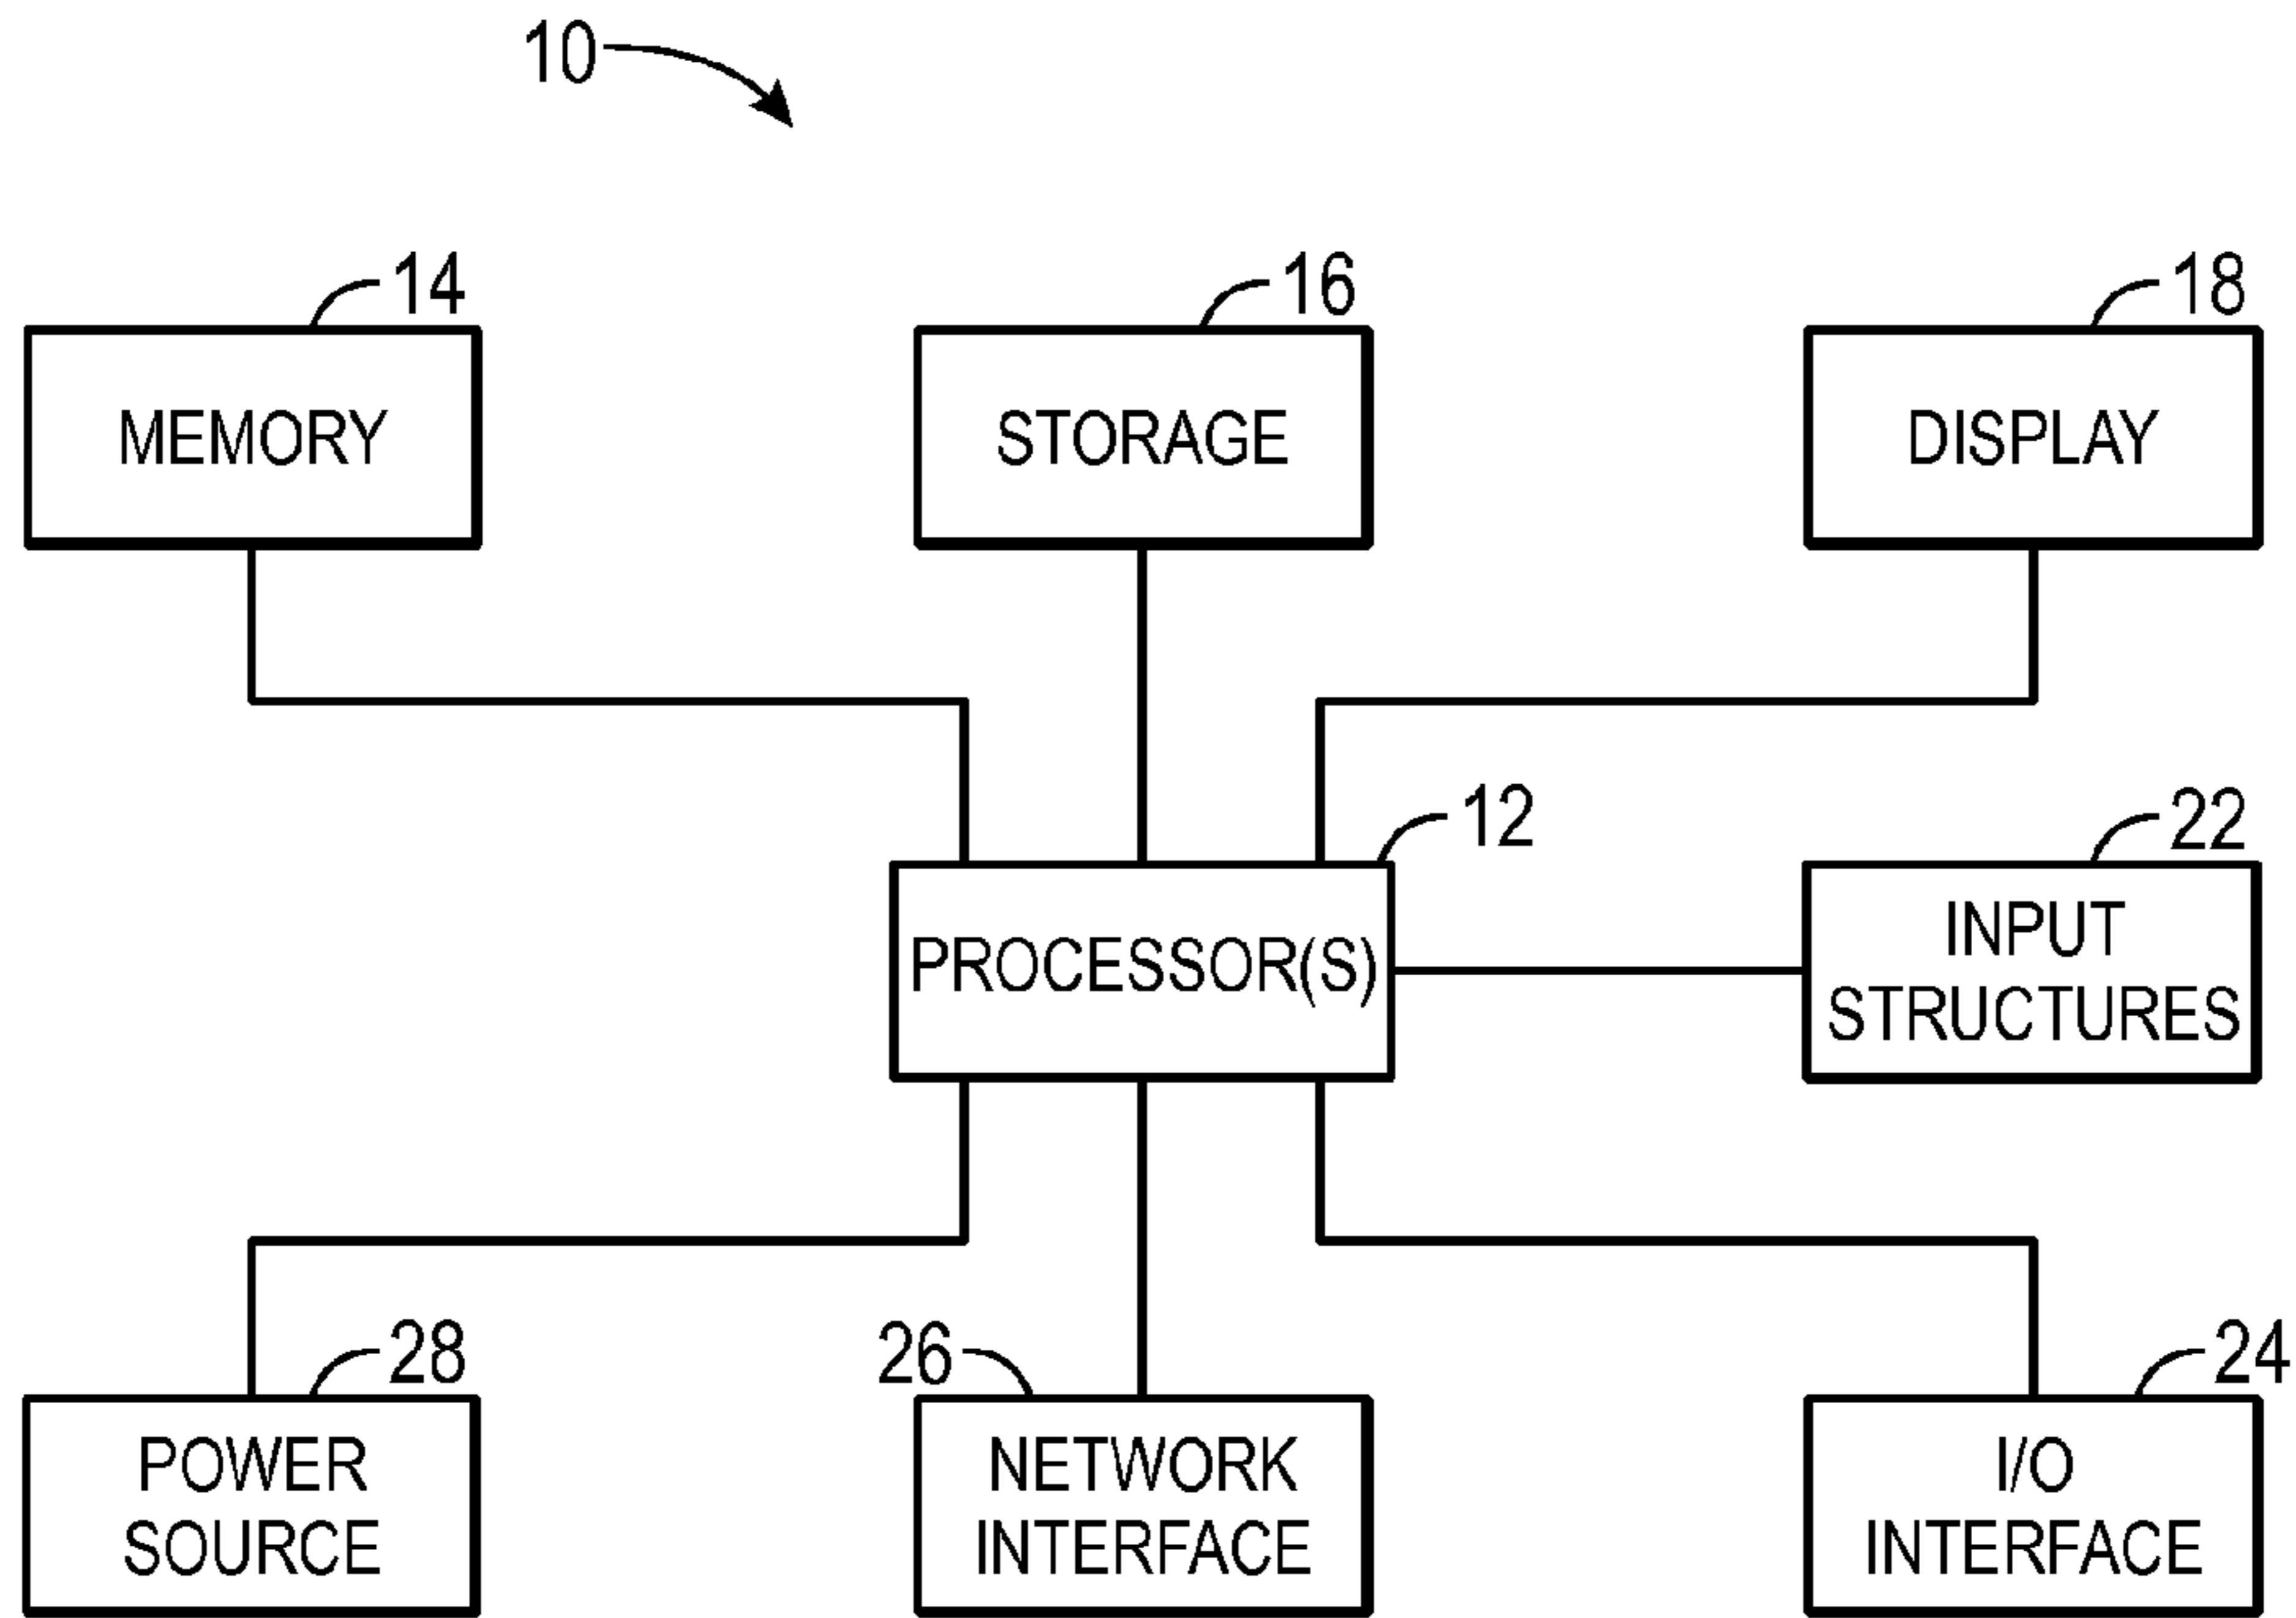 10
14
16
18
MEMORY
STORAGE
DISPLAY
12
22
PROCESSOR(S)
INPUT
STRUCTURES
28
26
24
POWER
SOURCE
NETWORK
INTERFACE
I/O
INTERFACE